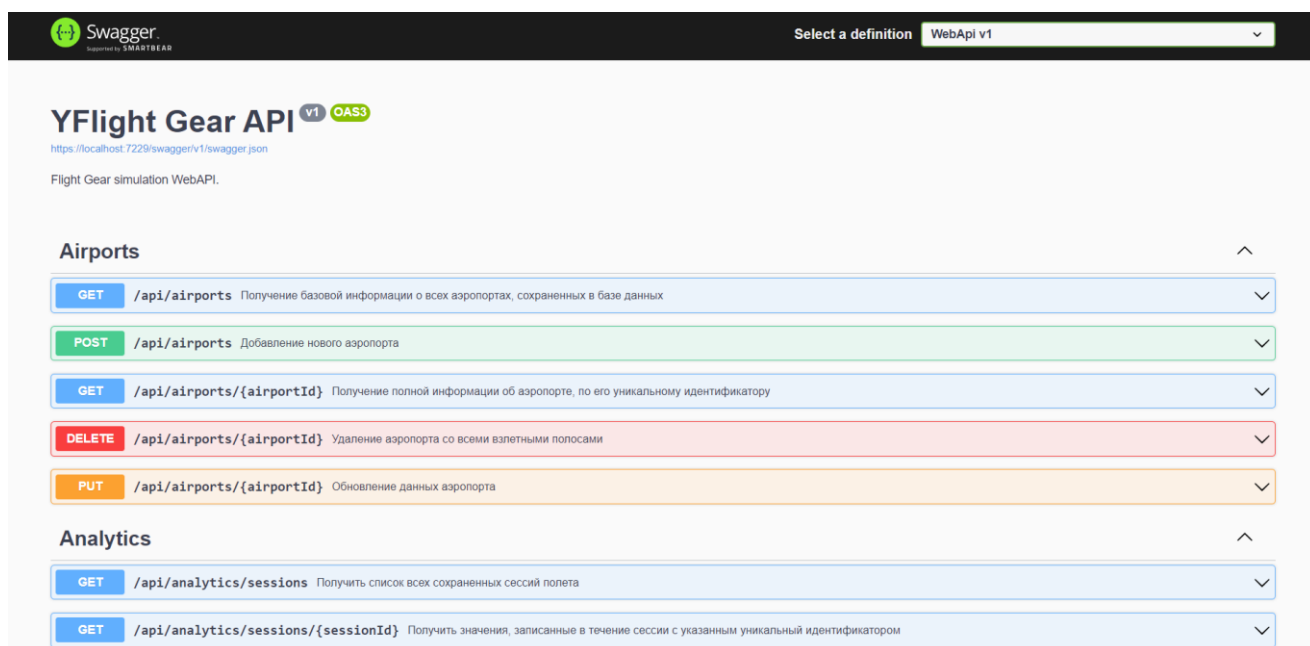 Swagger.
Supported by SMARTBEAR
Select a definition
WebApi v1
YFlight Gear API v1 OAS3
https://localhost:7229/swagger/v1/swagger.json
Flight Gear simulation WebAPI.
Airports
GET /api/airports Получение базовой информации о всех аэропортах, сохраненных в базе данных
POST /api/airports Добавление нового аэропорта
GET /api/airports/{airportId} Получение полной информации об аэропорте, по его уникальному идентификатору
DELETE /api/airports/{airportId} Удаление аэропорта со всеми взлетными полосами
PUT /api/airports/{airportId} Обновление данных аэропорта
Analytics
GET /api/analytics/sessions Получить список всех сохраненных сессий полета
GET /api/analytics/sessions/{sessionId} Получить значения, записанные в течение сессии с указанным уникальный идентификатором